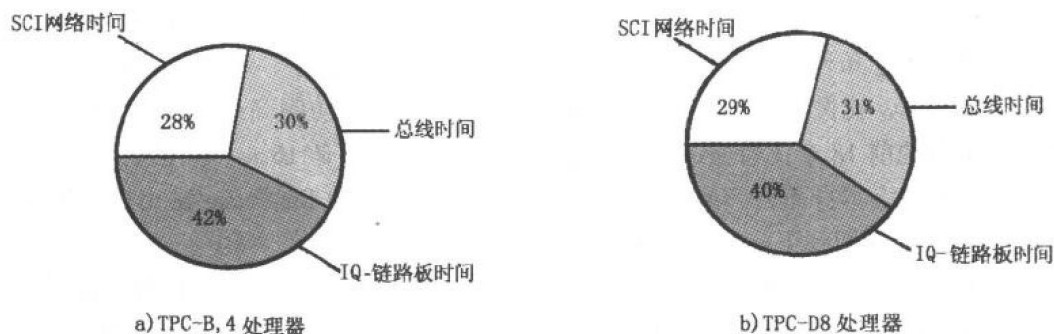 SCI网络时间
28%
30%
总线时间
42%
IQ-链路板时间
a)TPC-B,4 处理器
SCI网络时间
29%
31%
总线时间
40%
IQ-链路板时间
b)TPC-D8 处理器